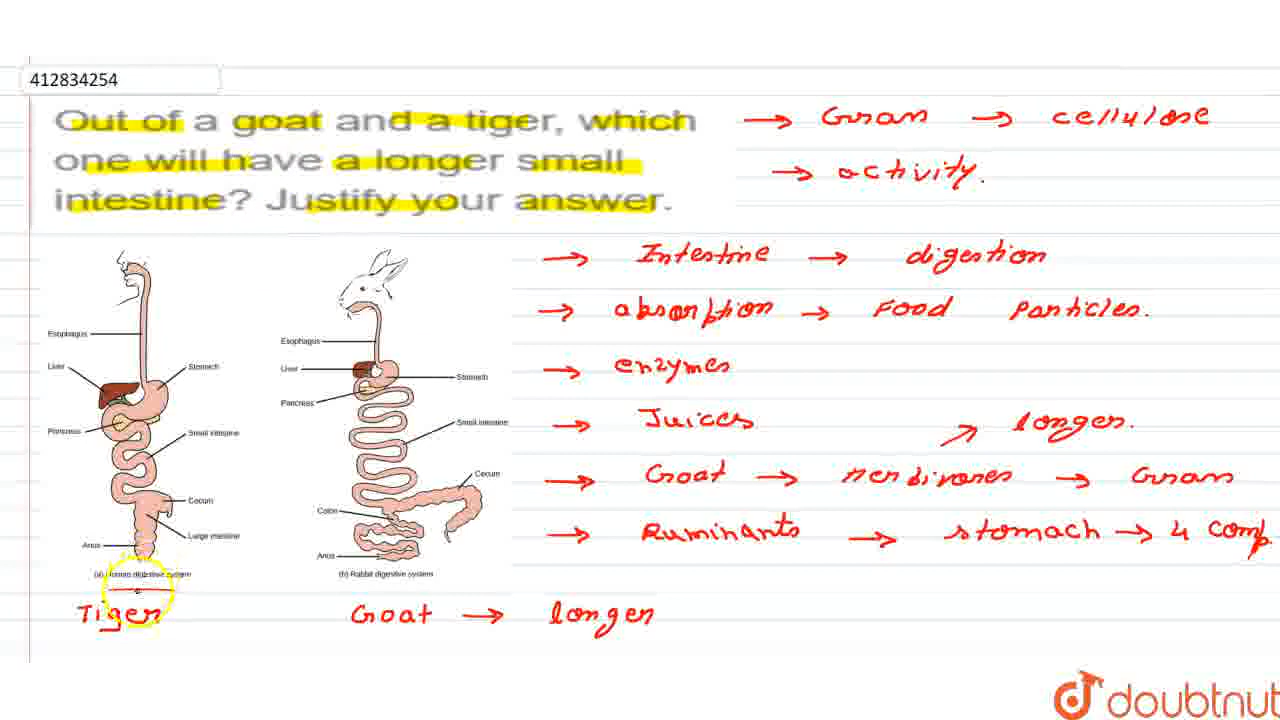 412834254
Out of a goat and a tiger, which
one will have a longer small
intestine? Justify your answer.
→ Grass → cellulose
→ activity.
→ Intestine → digestion
→ absorption → Food Particles.
→ enzymes
→ Juices
→ longer.
→ Goat → Herbivores → Grass
→ Ruminants → stomach → 4 comp.
Esophagus
Liver
Stomach
Pancreas
Small intestine
Cecum
Large intestine
Anus
(a) Human digestive system
Esophagus
Liver
Stomach
Pancreas
Small intestine
Cecum
Colon
Anus
(b) Rabbit digestive system
Tiger
Goat → longer
doubtnut